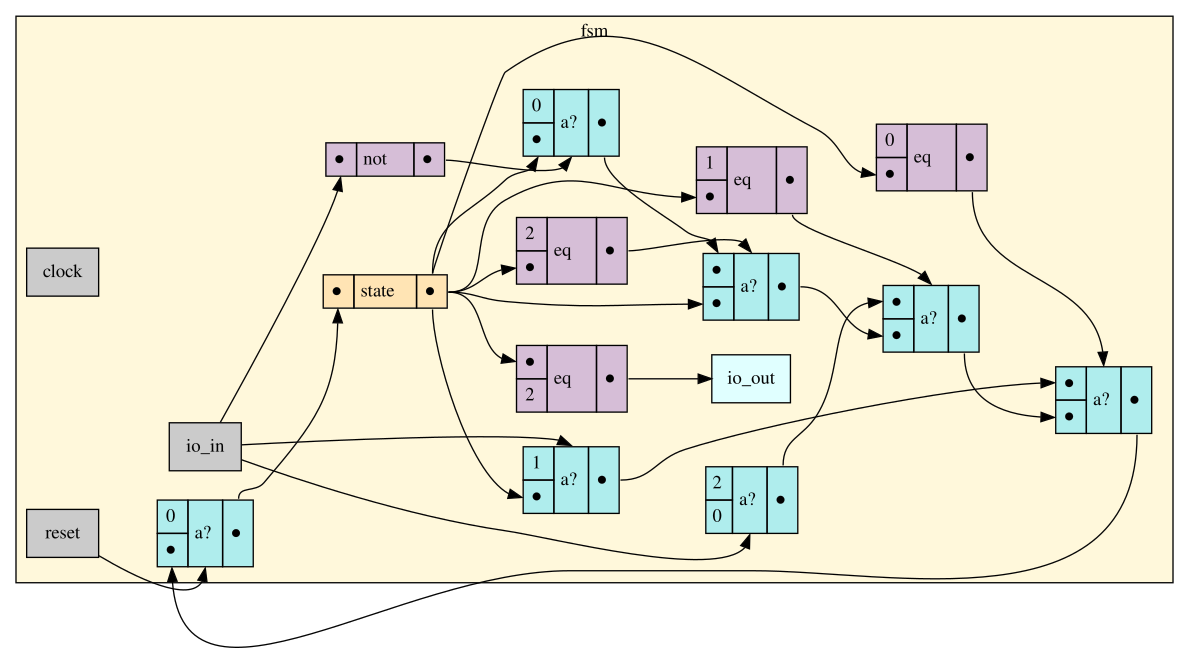 fsm
0
a?
0
eq
not
1
eq
2
eq
clock
state
a?
a?
eq
2
io_out
a?
io_in
1
a?
2
a?
0
0
a?
reset